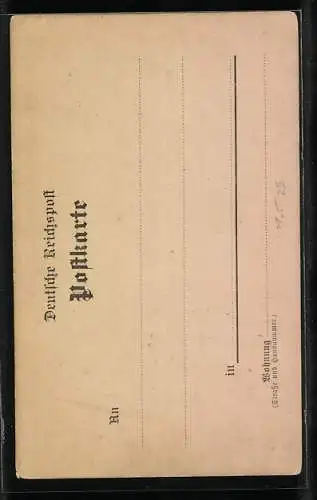 Deutsche Reichspost
Postkarte
An
in
Wohnung
(Straße und Hausnummer)